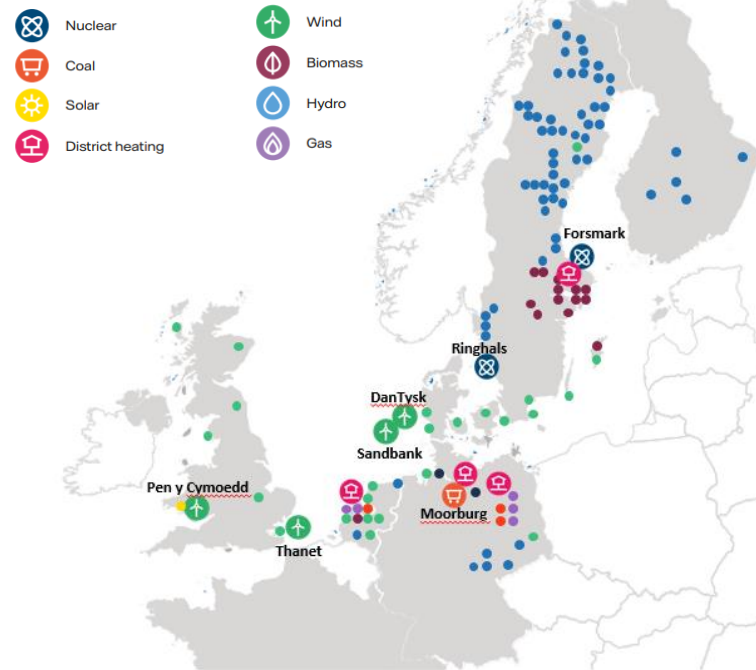 Nuclear
Wind
Coal
Biomass
Solar
Hydro
District heating
Gas
Forsmark
Ringhals
DanTysk
Sandbank
Pen y Cymoedd
Moorburg
Thanet